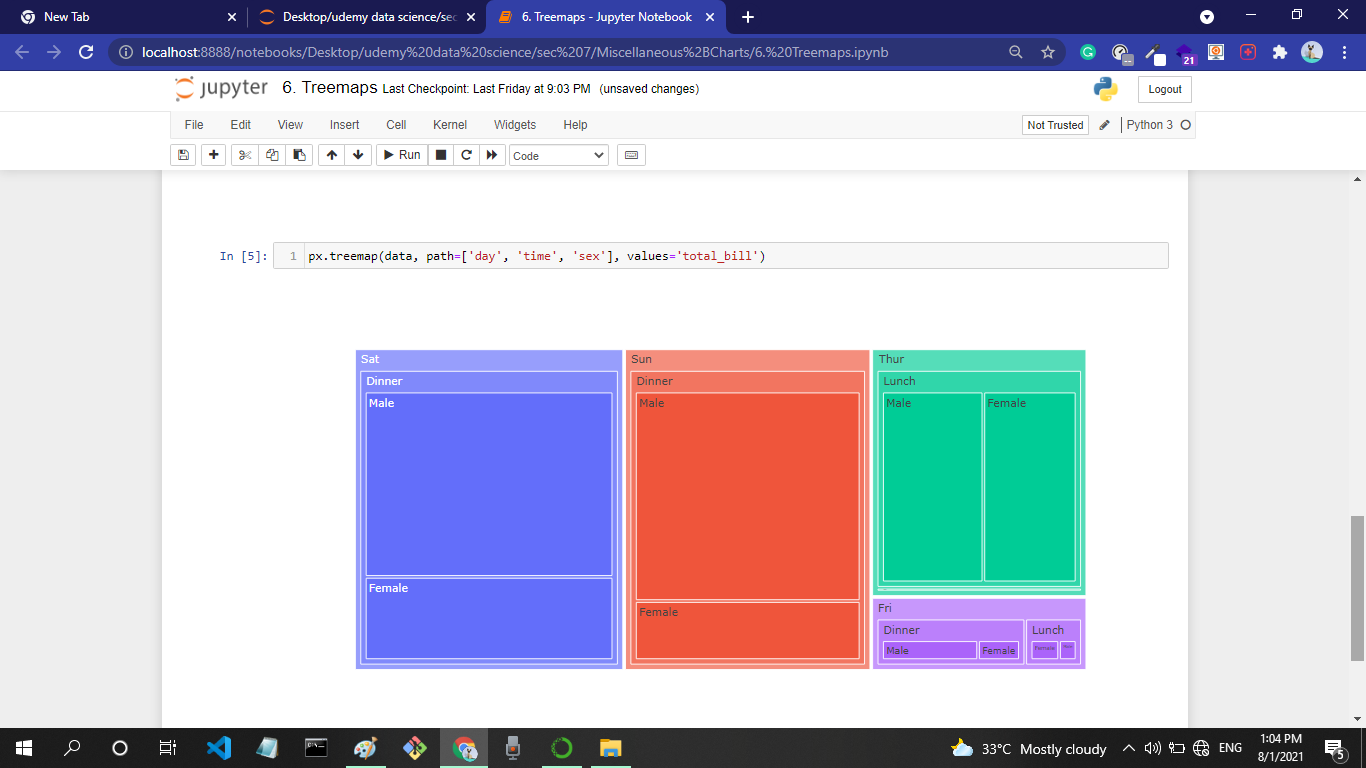 New Tab
Desktop/udemy data science/sec
6. Treemaps - Jupyter Notebook
localhost:8888/notebooks/Desktop/udemy%20data%20science/sec%207/Miscellaneous%2BCharts/6.%20Treemaps.ipynb
21
jupyter 6. Treemaps Last Checkpoint: Last Friday at 9:03 PM (unsaved changes)
Logout
File Edit View Insert Cell Kernel Widgets Help
Not Trusted Python 3
Run Code
In [5]: 1 px.treemap(data, path=['day', 'time', 'sex'], values='total_bill')
Sat
Dinner
Male
Female
Sun
Dinner
Male
Female
Thur
Lunch
Male
Female
Fri
Dinner
Male
Female
Lunch
Female
33°C Mostly cloudy ENG
1:04 PM
8/1/2021
5